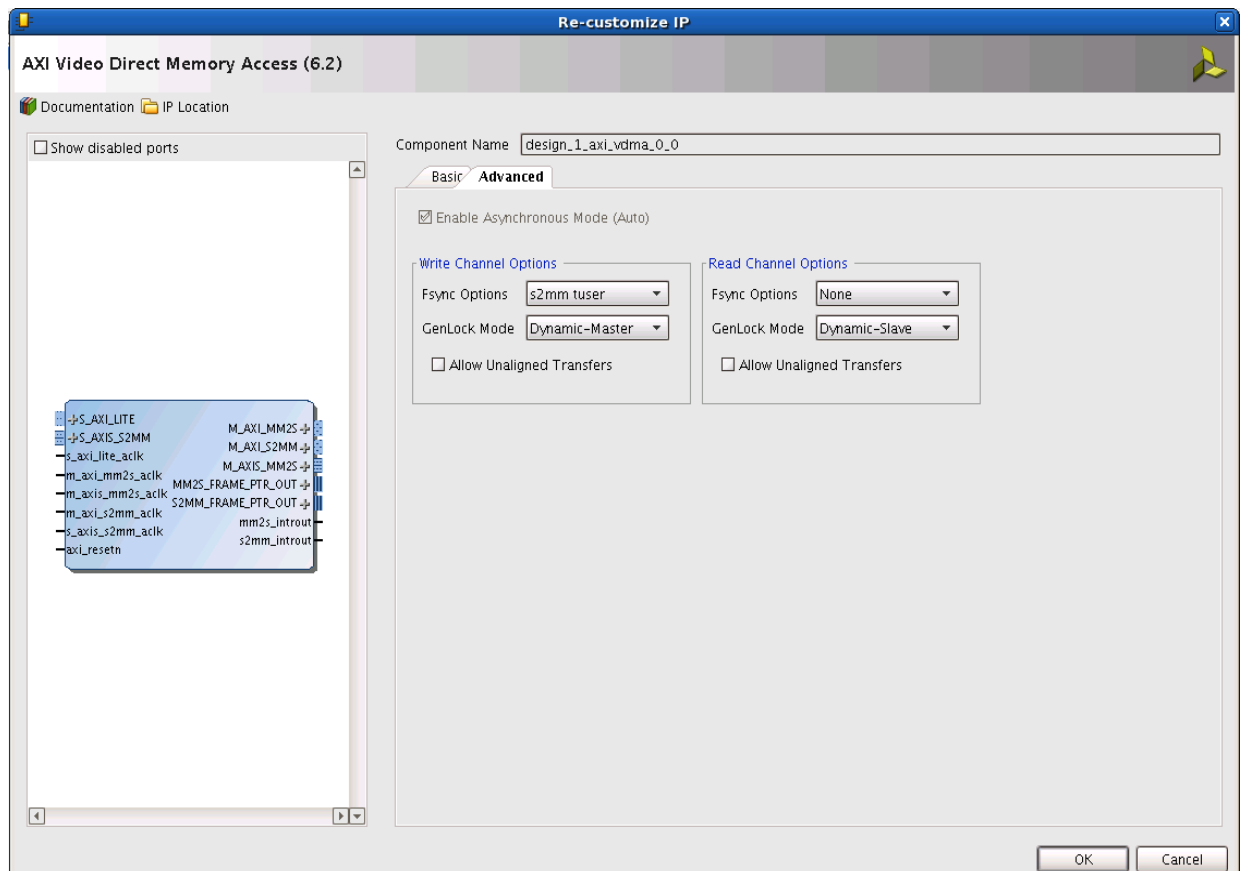 Re-customize IP
AXI Video Direct Memory Access (6.2)
Documentation IP Location
Show disabled ports
Component Name design_1_axi_vdma_0_0
Basic Advanced
Enable Asynchronous Mode (Auto)
Write Channel Options
Fsync Options s2mm tuser
GenLock Mode Dynamic-Master
Allow Unaligned Transfers
Read Channel Options
Fsync Options None
GenLock Mode Dynamic-Slave
Allow Unaligned Transfers
S_AXI_LITE
S_AXIS_S2MM
s_axi_lite_aclk
m_axi_mm2s_aclk
m_axis_mm2s_aclk
m_axi_s2mm_aclk
s_axis_s2mm_aclk
axi_resetn
M_AXI_MM2S
M_AXI_S2MM
M_AXIS_MM2S
MM2S_FRAME_PTR_OUT
S2MM_FRAME_PTR_OUT
mm2s_introut
s2mm_introut
OK Cancel